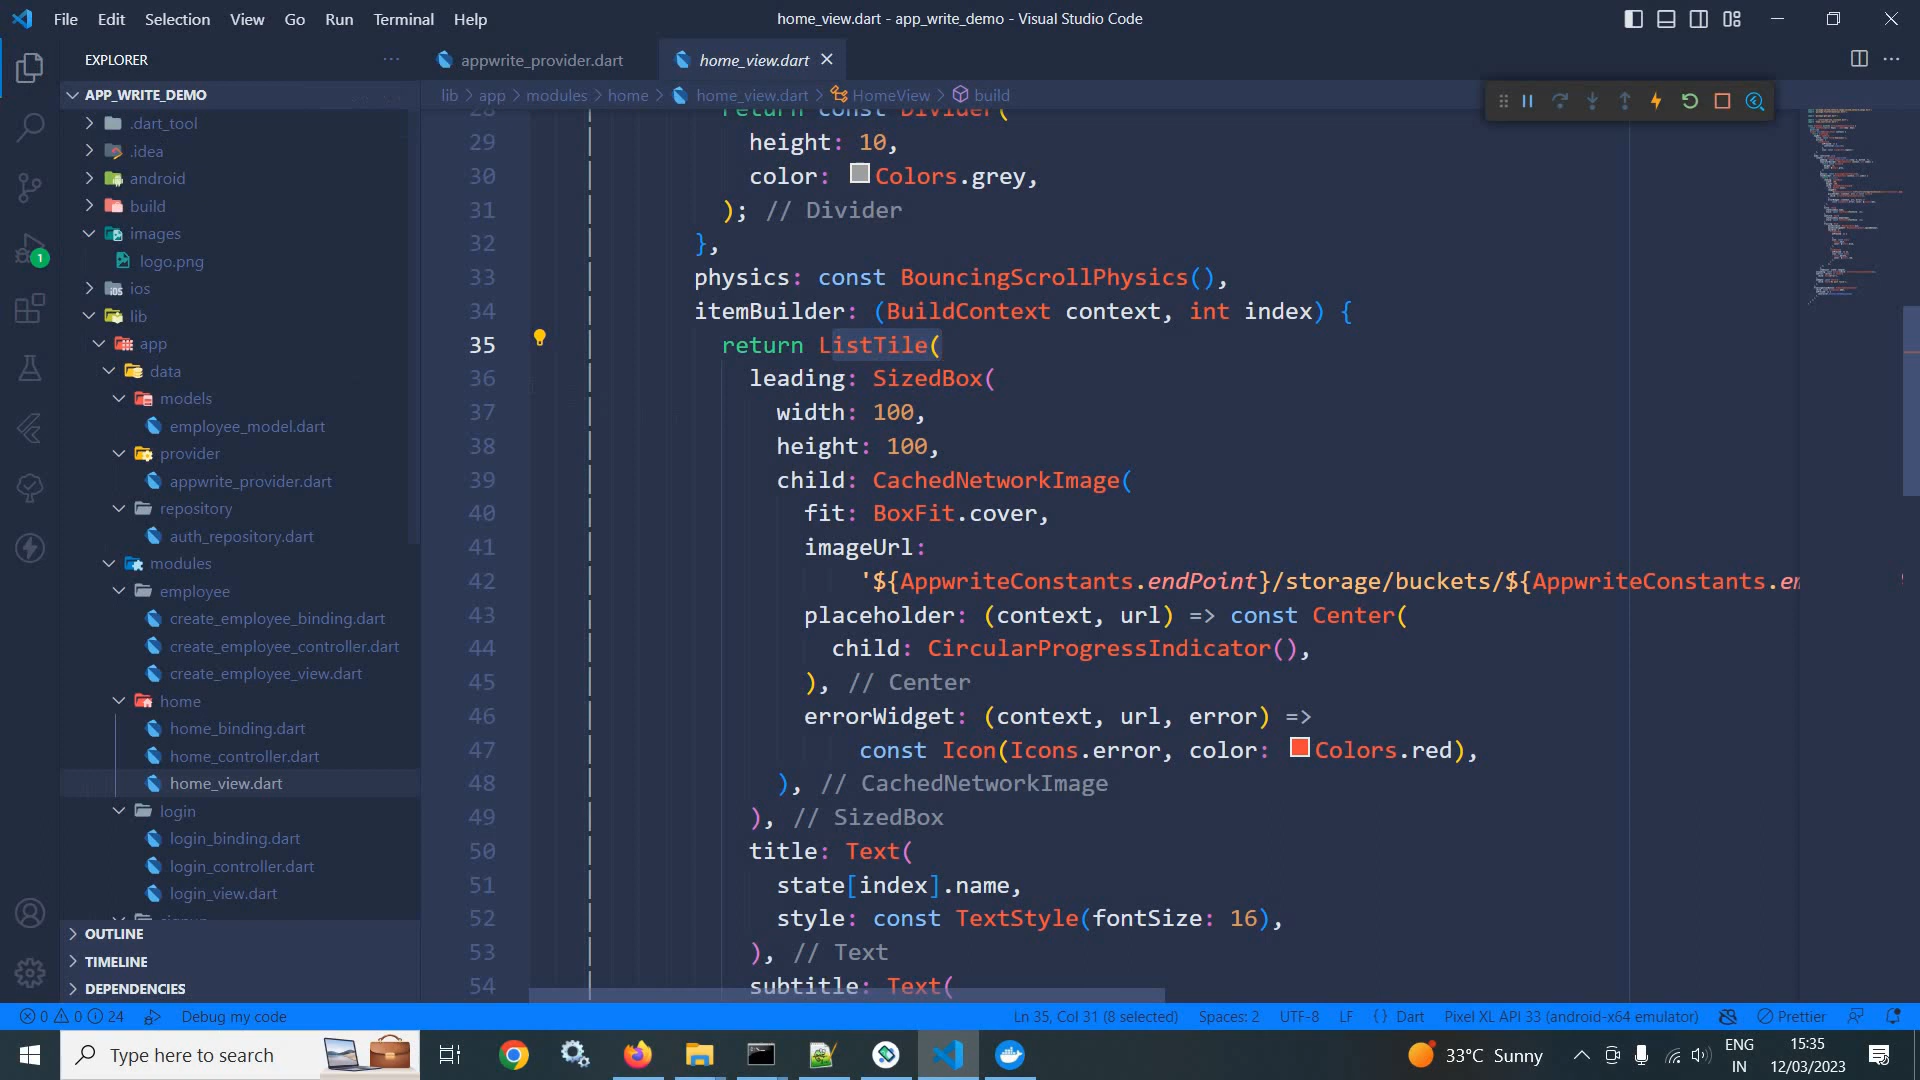 File Edit Selection View Go Run Terminal Help
home_view.dart - app_write_demo - Visual Studio Code
EXPLORER
appwrite_provider.dart
home_view.dart
APP_WRITE_DEMO
lib > app > modules > home > home_view.dart > HomeView > build
.dart_tool
.idea
android
build
images
logo.png
ios
lib
app
data
models
employee_model.dart
provider
appwrite_provider.dart
repository
auth_repository.dart
modules
employee
create_employee_binding.dart
create_employee_controller.dart
create_employee_view.dart
home
home_binding.dart
home_controller.dart
home_view.dart
login
login_binding.dart
login_controller.dart
login_view.dart
OUTLINE
TIMELINE
DEPENDENCIES
1
28 return const Divider(
29 height: 10,
30 color: Colors.grey,
31 ); // Divider
32 },
33 physics: const BouncingScrollPhysics(),
34 itemBuilder: (BuildContext context, int index) {
35 return ListTile(
36 leading: SizedBox(
37 width: 100,
38 height: 100,
39 child: CachedNetworkImage(
40 fit: BoxFit.cover,
41 imageUrl:
42 '${AppwriteConstants.endPoint}/storage/buckets/${AppwriteConstants.em
43 placeholder: (context, url) => const Center(
44 child: CircularProgressIndicator(),
45 ), // Center
46 errorWidget: (context, url, error) =>
47 const Icon(Icons.error, color: Colors.red),
48 ), // CachedNetworkImage
49 ), // SizedBox
50 title: Text(
51 state[index].name,
52 style: const TextStyle(fontSize: 16),
53 ), // Text
54 subtitle: Text(
0 0 24 Debug my code
Ln 35, Col 31 (8 selected) Spaces: 2 UTF-8 LF {} Dart Pixel XL API 33 (android-x64 emulator) Prettier
Type here to search
33°C Sunny
ENG
IN
15:35
12/03/2023